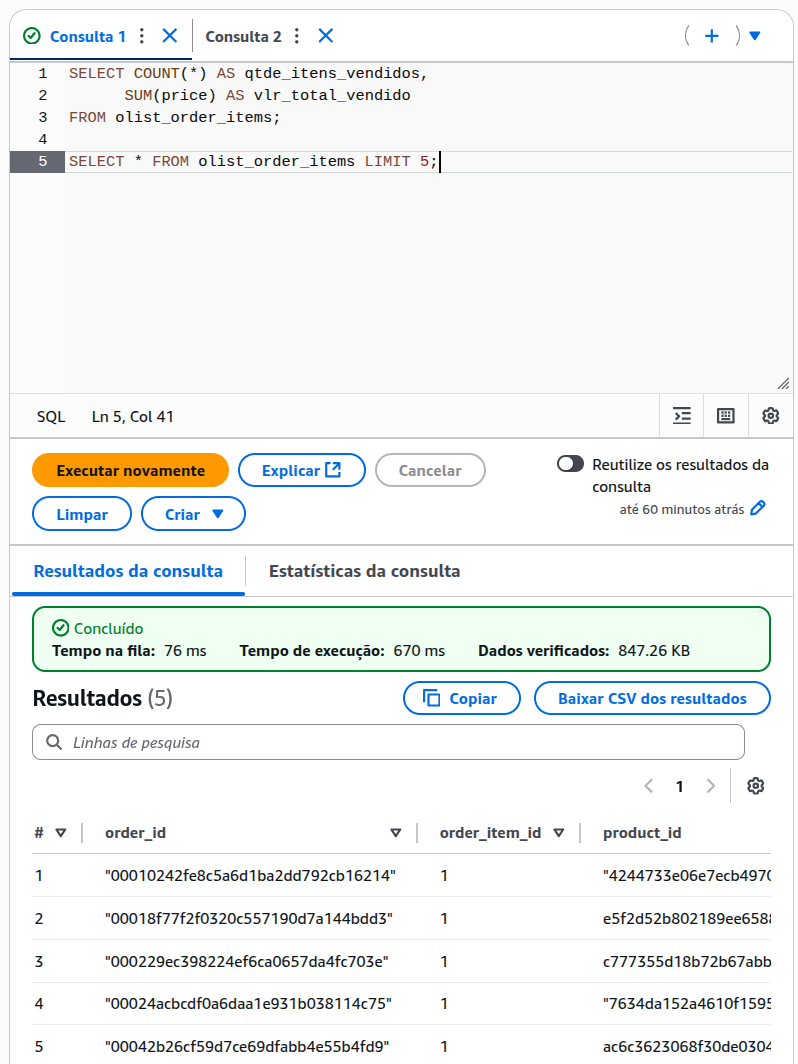 Consulta 1
Consulta 2
1 SELECT COUNT(*) AS qtde_itens_vendidos,
2 SUM(price) AS vlr_total_vendido
3 FROM olist_order_items;
4
5 SELECT * FROM olist_order_items LIMIT 5;
SQL Ln 5, Col 41
Executar novamente Explicar Cancelar
Limpar Criar
Reutilize os resultados da
consulta
até 60 minutos atrás
Resultados da consulta Estatísticas da consulta
Concluído
Tempo na fila: 76 ms Tempo de execução: 670 ms Dados verificados: 847.26 KB
Resultados (5) Copiar Baixar CSV dos resultados
Linhas de pesquisa
1
# order_id order_item_id product_id
1 "00010242fe8c5a6d1ba2dd792cb16214" 1 "4244733e06e7ecb4970
2 "00018f77f2f0320c557190d7a144bdd3" 1 e5f2d52b802189ee658
3 "000229ec398224ef6ca0657da4fc703e" 1 c777355d18b72b67abb
4 "00024acbcdf0a6daa1e931b038114c75" 1 "7634da152a4610f1595
5 "00042b26cf59d7ce69dfabb4e55b4fd9" 1 ac6c3623068f30de0304